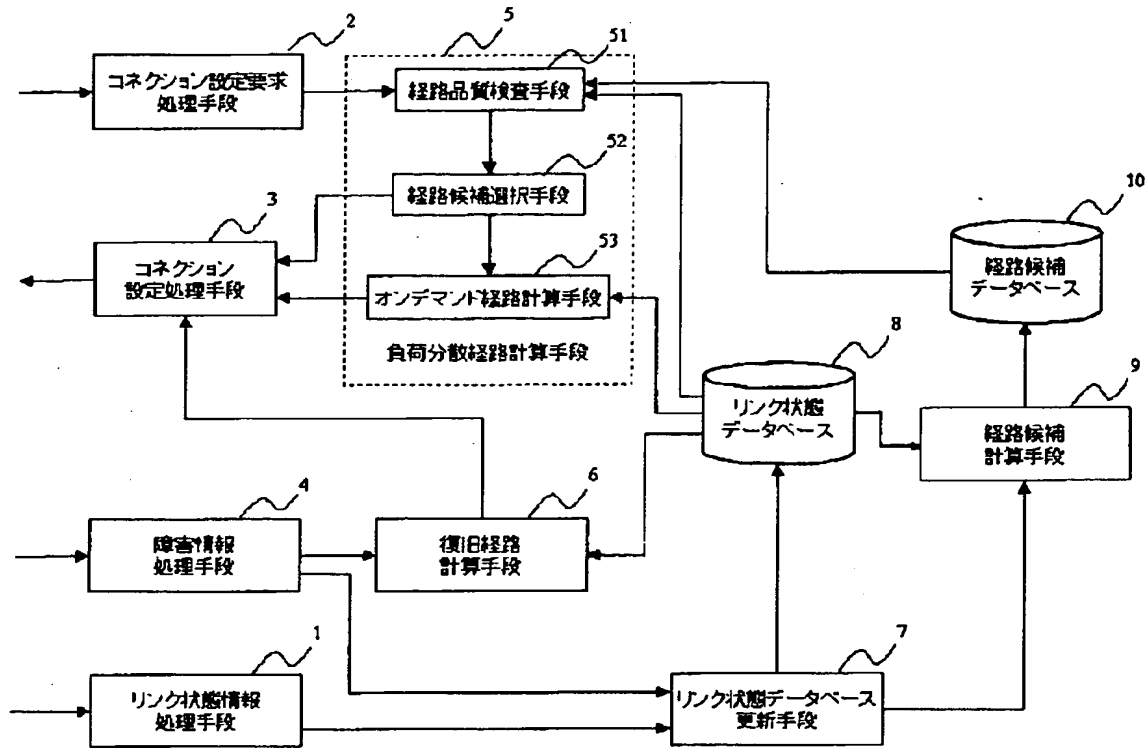 2
コネクション設定要求
処理手段
5
51
経路品質検査手段
52
経路候補選択手段
3
コネクション
設定処理手段
53
オンデマンド経路計算手段
負荷分散経路計算手段
10
経路候補
データベース
8
リンク状態
データベース
9
経路候補
計算手段
4
障害情報
処理手段
6
復旧経路
計算手段
1
リンク状態情報
処理手段
7
リンク状態データベース
更新手段